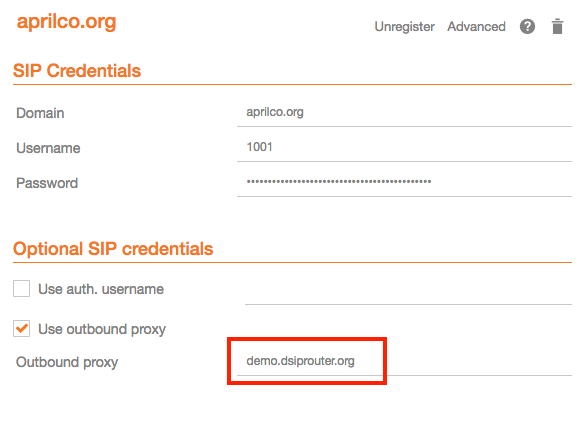 aprilco.org
Unregister Advanced ?
SIP Credentials
Domain aprilco.org
Username 1001
Password ••••••••••••••••••••••••••••••••••••••••••••
Optional SIP credentials
Use auth. username
Use outbound proxy
Outbound proxy demo.dsiprouter.org